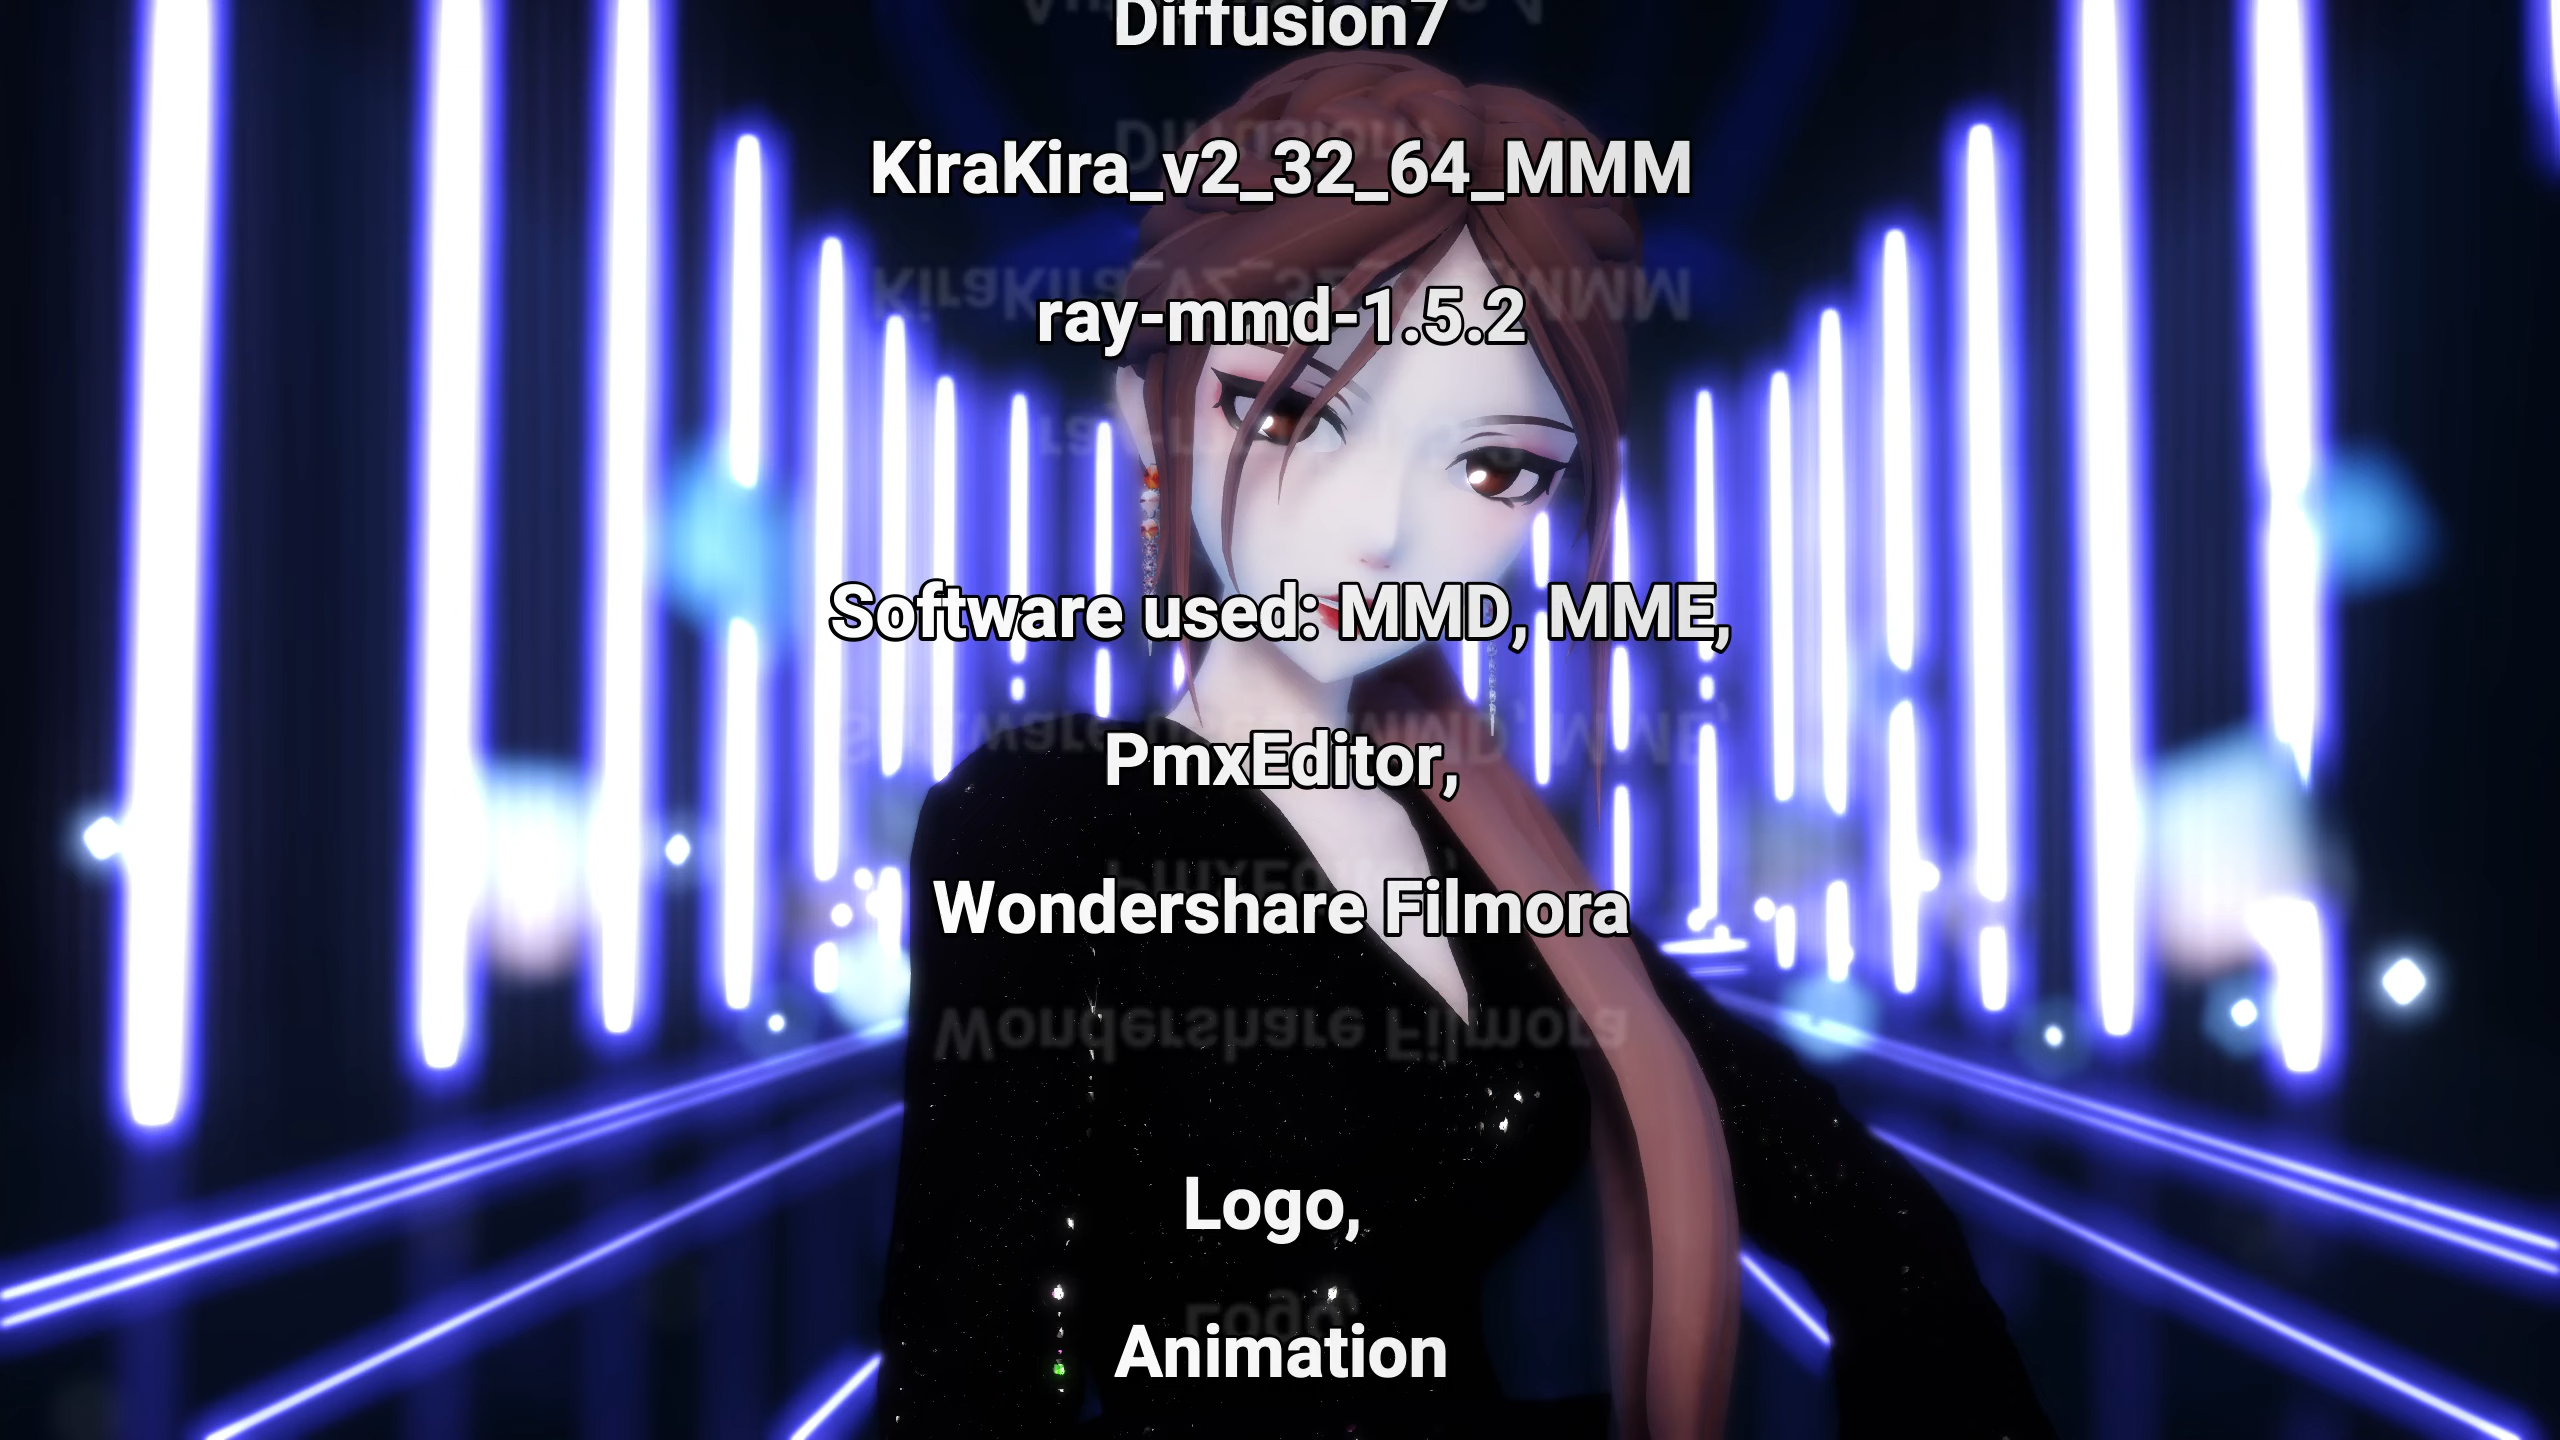 Diffusion7
KiraKira_v2_32_64_MMM
ray-mmd-1.5.2
Software used: MMD, MME,
PmxEditor,
Wondershare Filmora
Logo,
Animation